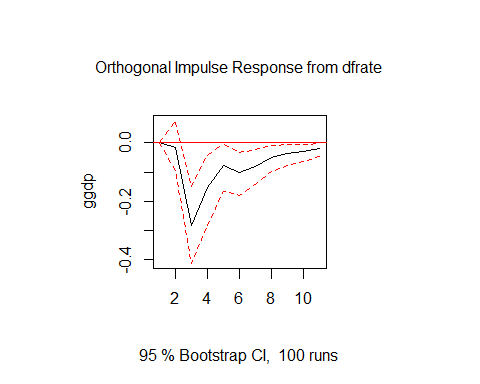 Orthogonal Impulse Response from dfrate
ggdp
0.0
-0.2
-0.4
2 4 6 8 10
95 % Bootstrap CI, 100 runs